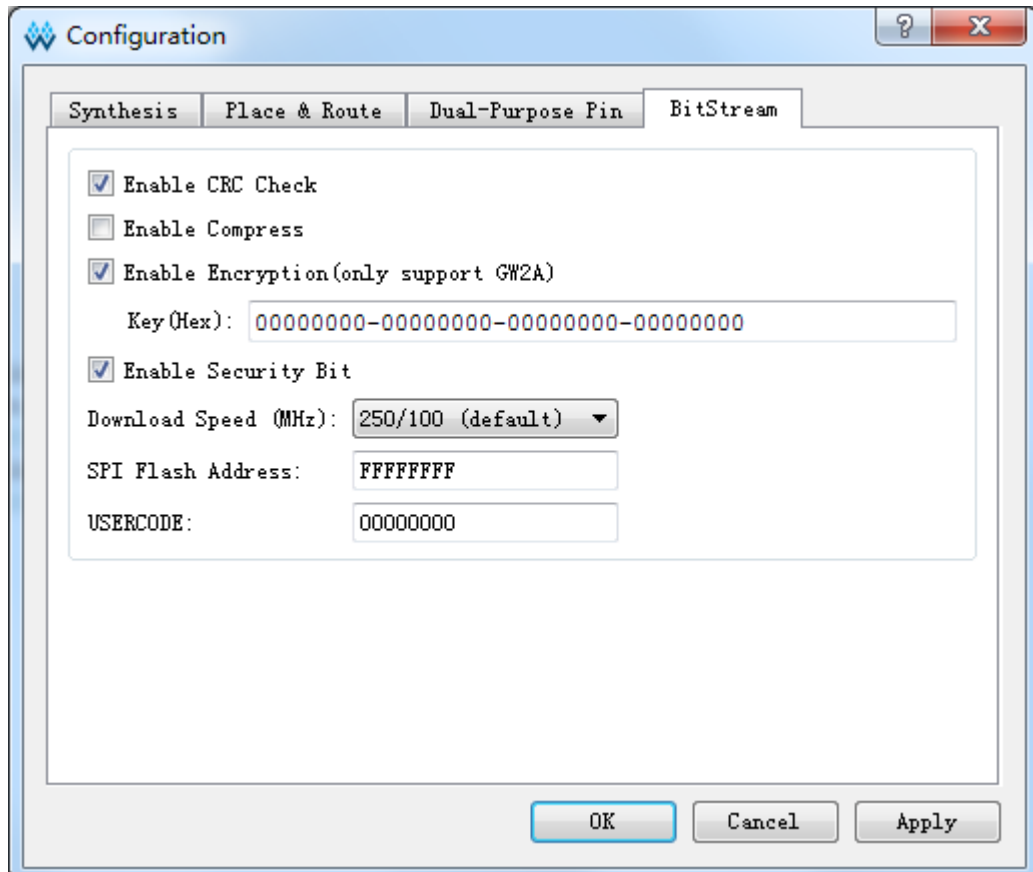 Configuration
Synthesis Place & Route Dual-Purpose Pin BitStream
Enable CRC Check
Enable Compress
Enable Encryption(only support GW2A)
Key(Hex): 00000000-00000000-00000000-00000000
Enable Security Bit
Download Speed (MHz): 250/100 (default)
SPI Flash Address: FFFFFFFF
USERCODE: 00000000
OK Cancel Apply